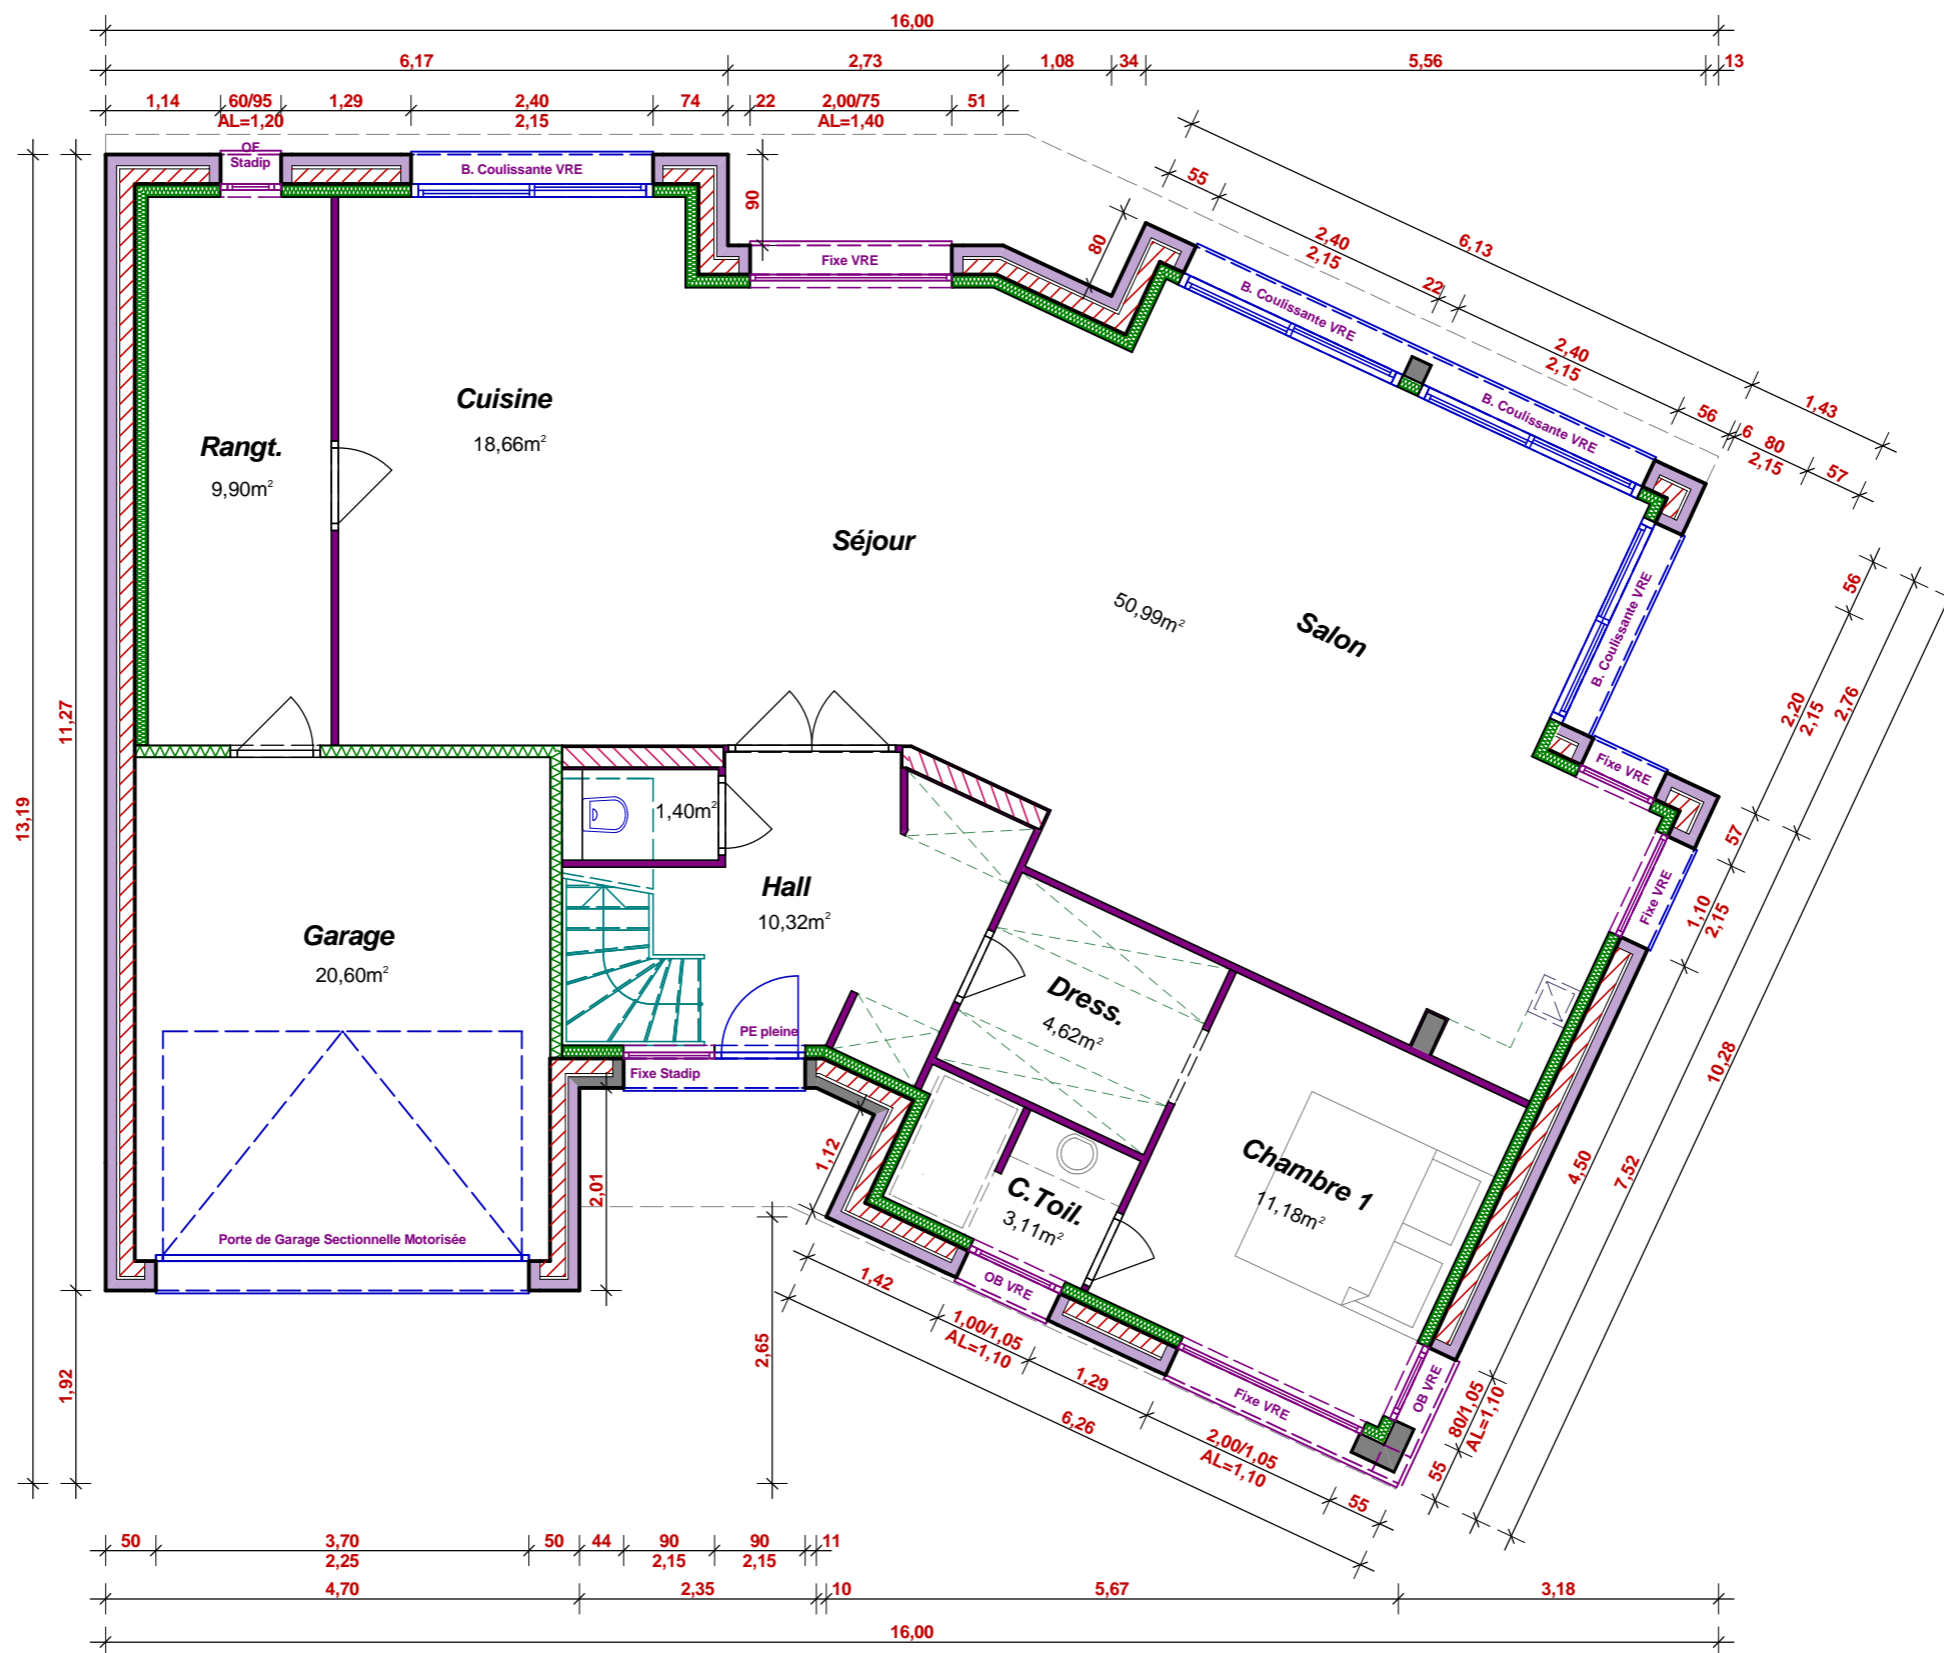 16,00
6,17 2,73 1,08 34 5,56 13
1,14 60/95 1,29 2,40 74 22 2,00/75 51
AL=1,20 2,15 AL=1,40
OF
Stadip
B. Coulissante VRE
Fixe VRE
90
80
55
2,40
2,15
6,13
22
2,40
2,15
56
6
80
2,15
57
1,43
B. Coulissante VRE
B. Coulissante VRE
B. Coulissante VRE
Cuisine
18,66m²
Rangt.
9,90m²
Séjour
50,99m²
Salon
56
2,20
2,15
2,76
Fixe VRE
57
Fixe VRE
1,10
2,15
10,28
11,27
13,19
1,40m²
Hall
10,32m²
Garage
20,60m²
Dress.
4,62m²
PE pleine
Fixe Stadip
Chambre 1
11,18m²
C.Toil.
3,11m²
4,50
7,52
1,12
2,01
Porte de Garage Sectionnelle Motorisée
OB VRE
Fixe VRE
OB VRE
1,42
1,00/1,05
AL=1,10
1,29
2,00/1,05
AL=1,10
55
6,26
80/1,05
AL=1,10
55
2,65
1,92
50 3,70 50 44 90 90 11
2,25 2,15 2,15
4,70 2,35 10 5,67 3,18
16,00